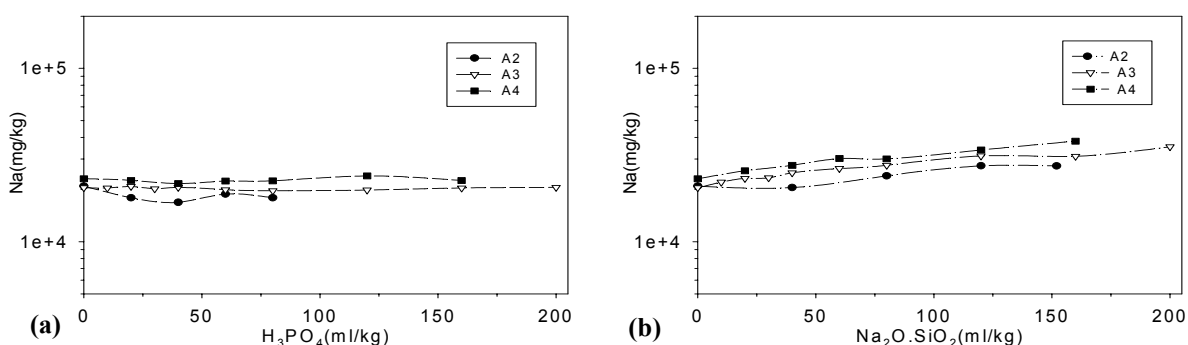 Na(mg/kg)
1e+5
1e+4
A2
A3
A4
0 50 100 150 200
(a) H₃PO₄(ml/kg)
Na(mg/kg)
1e+5
1e+4
A2
A3
A4
0 50 100 150 200
(b) Na₂O.SiO₂(ml/kg)